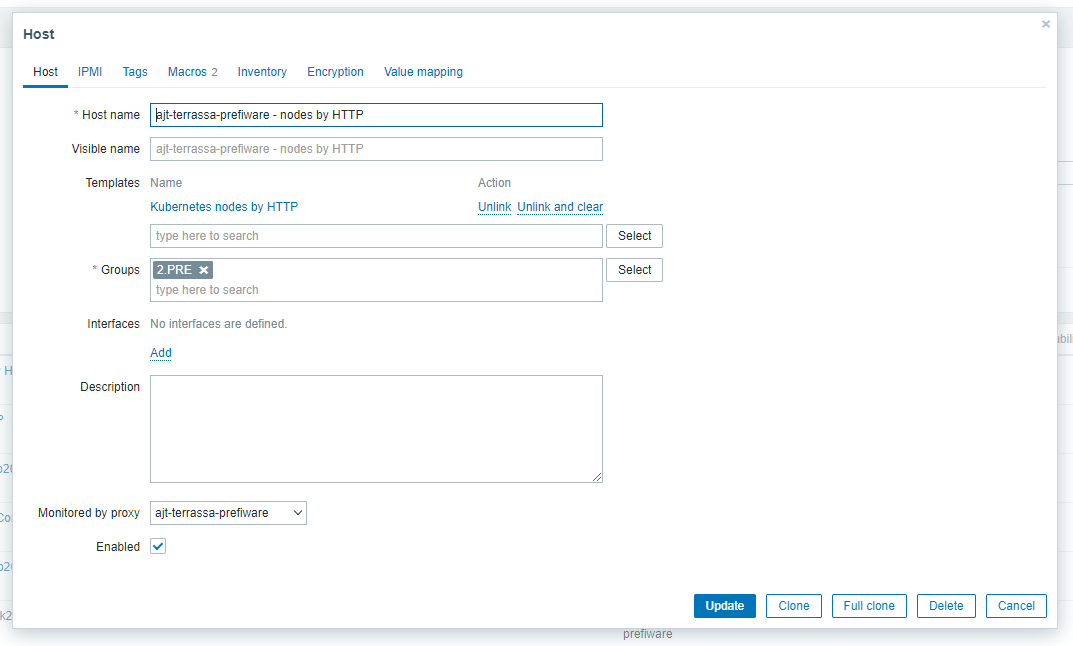 Host
Host IPMI Tags Macros 2 Inventory Encryption Value mapping
* Host name ajt-terrassa-prefiware - nodes by HTTP
Visible name ajt-terrassa-prefiware - nodes by HTTP
Templates Name Action
Kubernetes nodes by HTTP Unlink Unlink and clear
type here to search Select
* Groups 2.PRE Select
type here to search
Interfaces No interfaces are defined.
Add
Description
Monitored by proxy ajt-terrassa-prefiware
Enabled
Update Clone Full clone Delete Cancel
prefiware